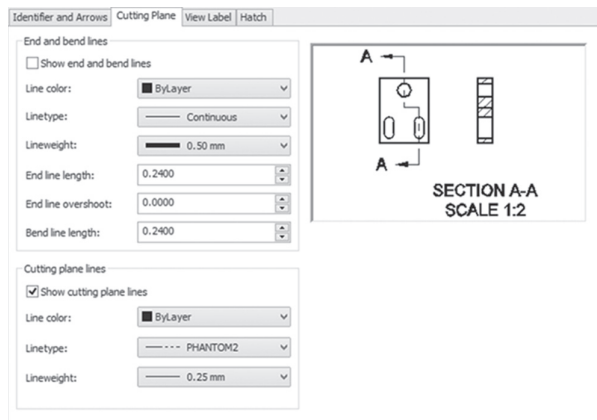 Identifier and Arrows Cutting Plane View Label Hatch
End and bend lines
Show end and bend lines
Line color: ByLayer
Linetype: Continuous
Lineweight: 0.50 mm
End line length: 0.2400
End line overshoot: 0.0000
Bend line length: 0.2400
Cutting plane lines
Show cutting plane lines
Line color: ByLayer
Linetype: PHANTOM2
Lineweight: 0.25 mm
A
A
SECTION A-A
SCALE 1:2